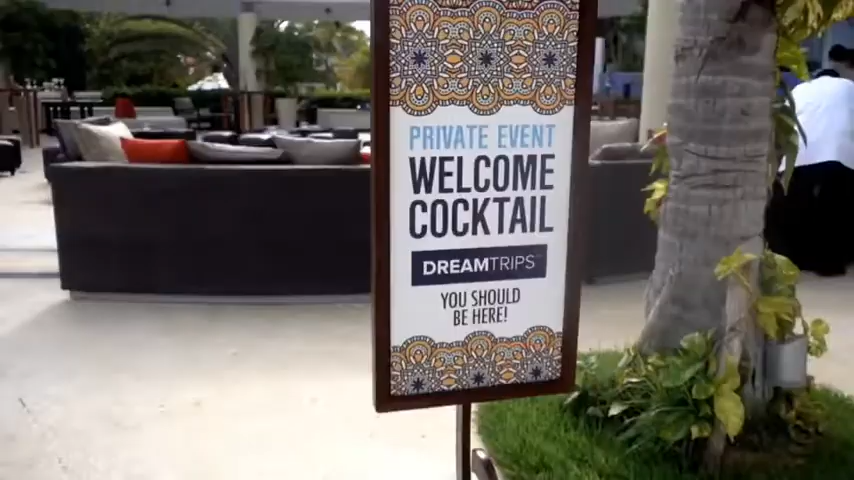 PRIVATE EVENT
WELCOME
COCKTAIL
DREAMTRIPS
YOU SHOULD
BE HERE!